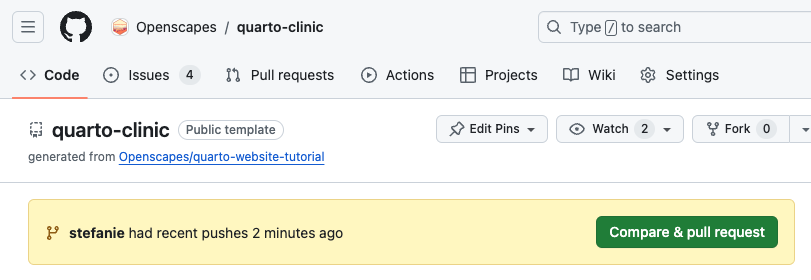 Openscapes / quarto-clinic
Type / to search
Code Issues 4 Pull requests Actions Projects Wiki Settings
quarto-clinic Public template
Edit Pins Watch 2 Fork 0
generated from Openscapes/quarto-website-tutorial
stefanie had recent pushes 2 minutes ago
Compare & pull request